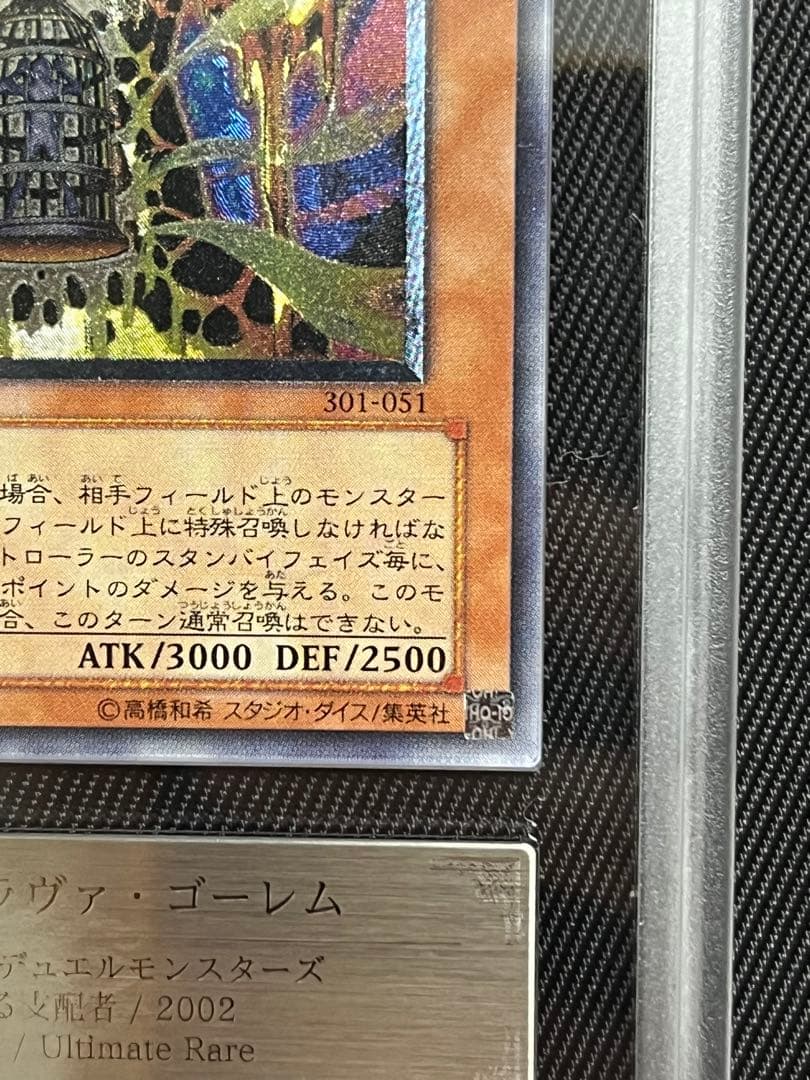 301-051
場合、相手フィールド上のモンスター
フィールド上に特殊召喚しなければな
トローラーのスタンバイフェイズ毎に、
ポイントのダメージを与える。このモ
合、このターン通常召喚はできない。
ATK/3000 DEF/2500
©高橋和希 スタジオ・ダイス/集英社
ラヴァ・ゴーレム
デュエルモンスターズ
る支配者 / 2002
/ Ultimate Rare